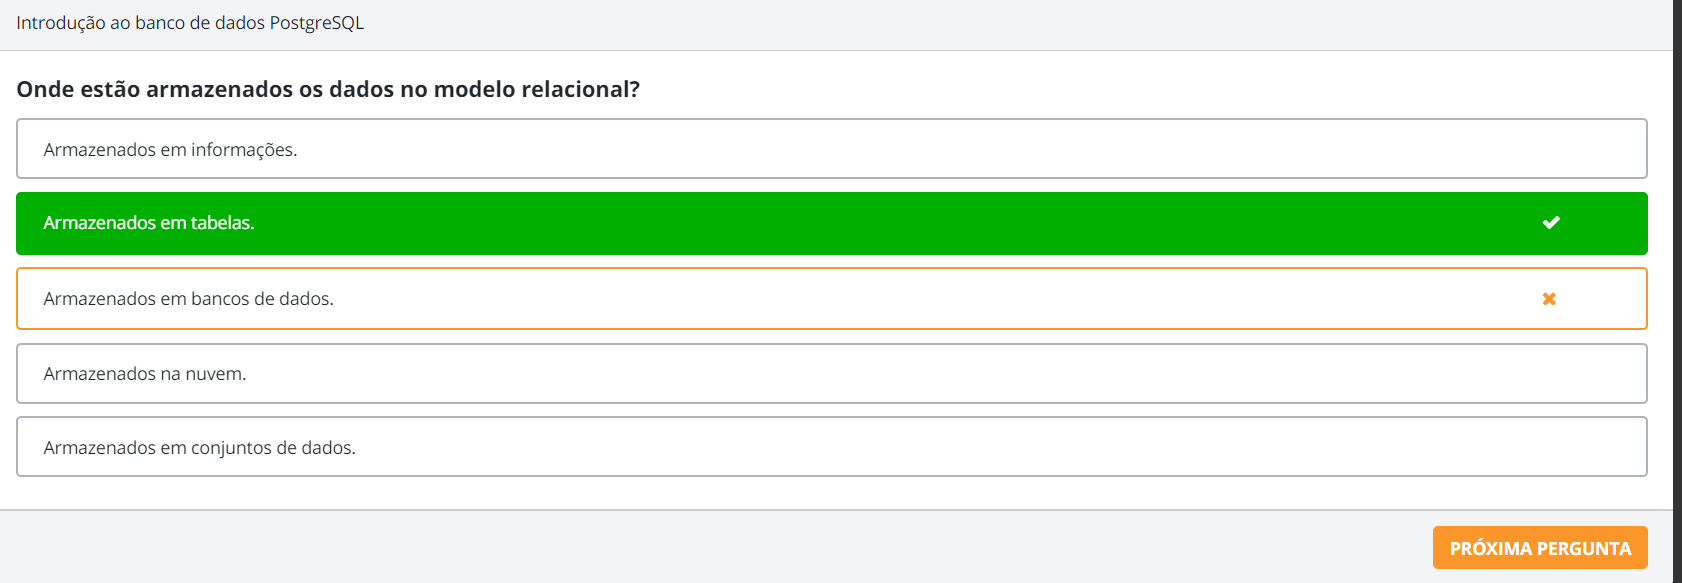 Introdução ao banco de dados PostgreSQL
Onde estão armazenados os dados no modelo relacional?
Armazenados em informações.
Armazenados em tabelas.
Armazenados em bancos de dados.
Armazenados na nuvem.
Armazenados em conjuntos de dados.
PRÓXIMA PERGUNTA